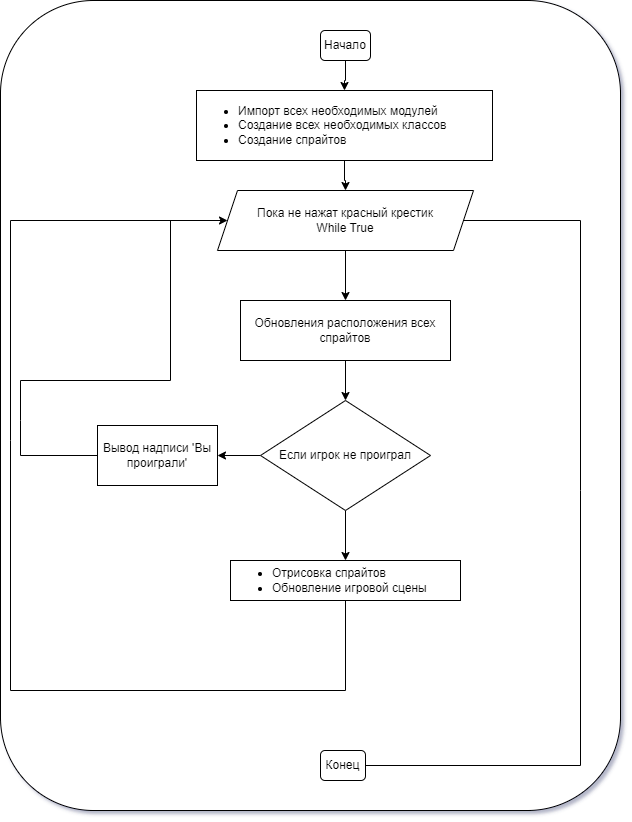 Начало
Импорт всех необходимых модулей
Создание всех необходимых классов
Создание спрайтов
Пока не нажат красный крестик
While True
Обновления расположения всех
спрайтов
Если игрок не проиграл
Вывод надписи 'Вы
проиграли'
Отрисовка спрайтов
Обновление игровой сцены
Конец